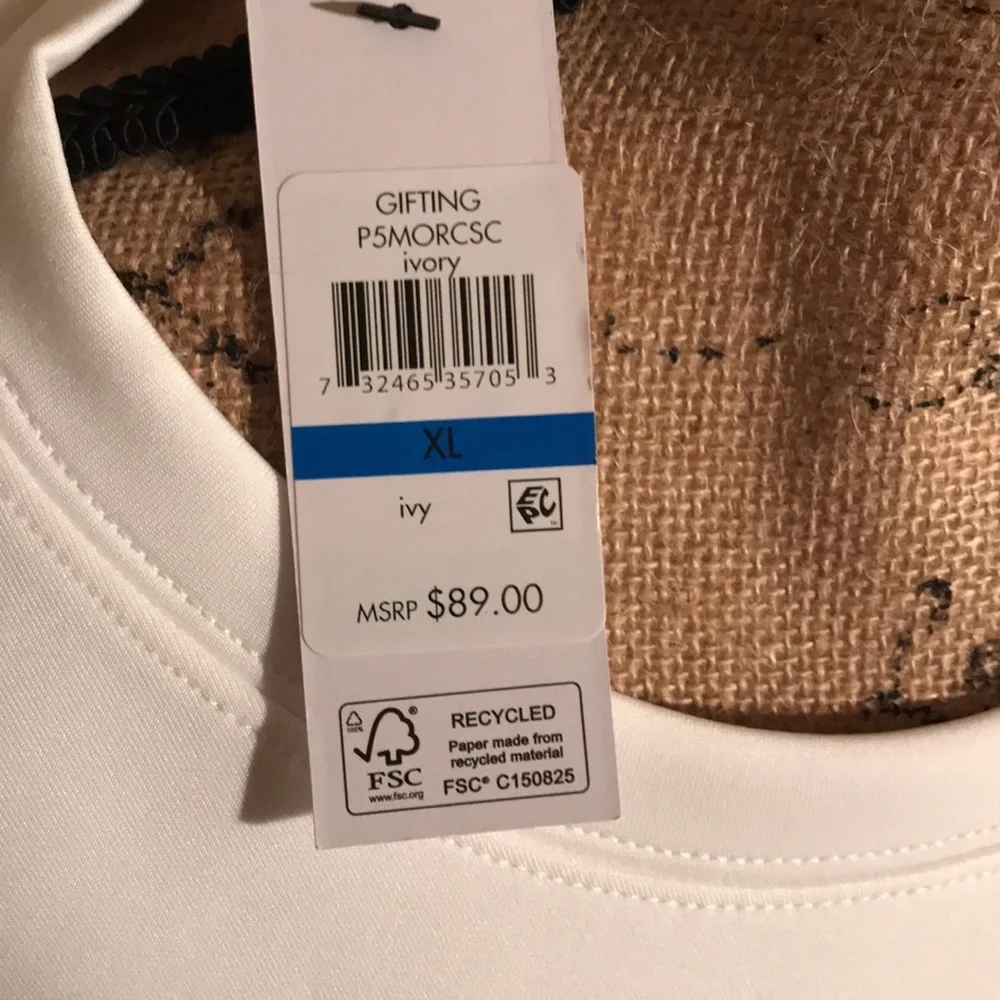 GIFTING
P5MORCSC
ivory
7 32465 35705 3
XL
ivy
EPC
MSRP $89.00
100%
FSC®
www.fsc.org
RECYCLED
Paper made from
recycled material
FSC® C150825